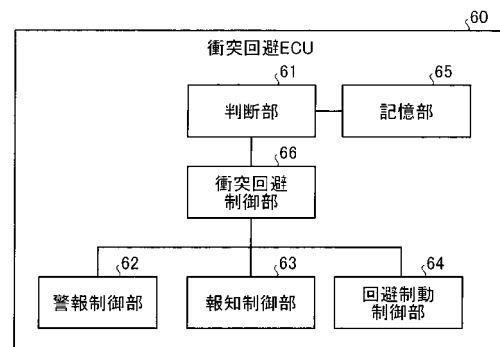 60
衝突回避ECU
61
65
判断部
記憶部
66
衝突回避
制御部
62
63
64
警報制御部
報知制御部
回避制動
制御部